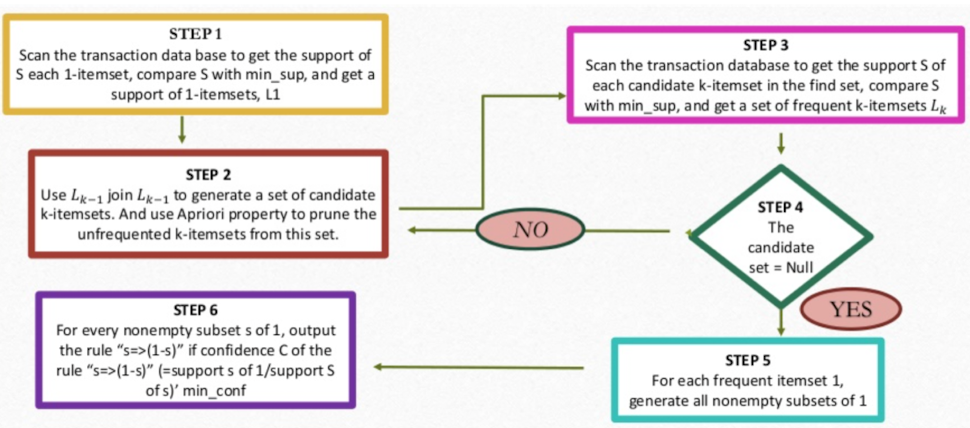 STEP 1
Scan the transaction data base to get the support of
S each 1-itemset, compare S with min_sup, and get a
support of 1-itemsets, L1
STEP 2
Use L_{k−1} join L_{k−1} to generate a set of candidate
k-itemsets. And use Apriori property to prune the
unfrequented k-itemsets from this set.
STEP 3
Scan the transaction database to get the support S of
each candidate k-itemset in the find set, compare S
with min_sup, and get a set of frequent k-itemsets L_k
STEP 4
The
candidate
set = Null
NO
YES
STEP 5
For each frequent itemset 1,
generate all nonempty subsets of 1
STEP 6
For every nonempty subset s of 1, output
the rule “s=>(1-s)” if confidence C of the
rule “s=>(1-s)” (=support s of 1/support S
of s)’ min_conf